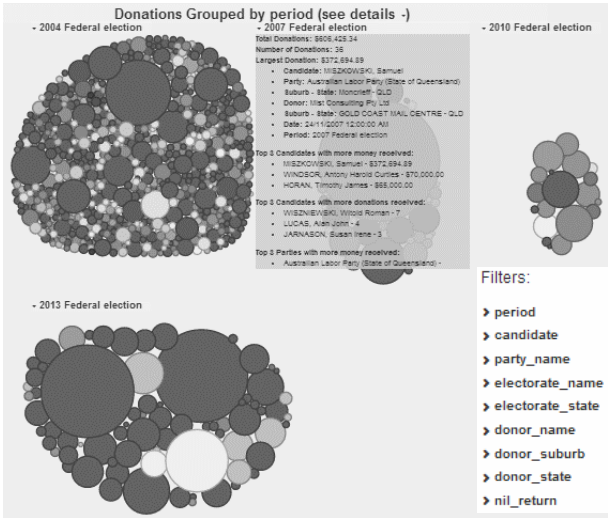 Donations Grouped by period (see details -)
- 2004 Federal election
- 2007 Federal election
- 2010 Federal election
Total Donations: $606,425.34
Number of Donations: 36
Largest Donation: $372,694.89
• Candidate: MISZKOWSKI, Samuel
• Party: Australian Labor Party (State of Queensland)
• Suburb - State: Moncrieff - QLD
• Donor: Mist Consulting Pty Ltd
• Suburb - State: GOLD COAST MAIL CENTRE - QLD
• Date: 24/11/2007 12:00:00 AM
• Period: 2007 Federal election
Top 3 Candidates with more money received:
• MISZKOWSKI, Samuel - $372,694.89
• WINDSOR, Antony Harold Curties - $70,000.00
• HORAN, Timothy James - $65,000.00
Top 3 Candidates with more donations received:
• WISZNIEWSKI, Witold Roman - 7
• LUCAS, Alan John - 4
• JARNASON, Susan Irene - 3
Top 3 Parties with more money received:
• Australian Labor Party (State of Queensland) -
- 2013 Federal election
Filters:
period
candidate
party_name
electorate_name
electorate_state
donor_name
donor_suburb
donor_state
nil_return